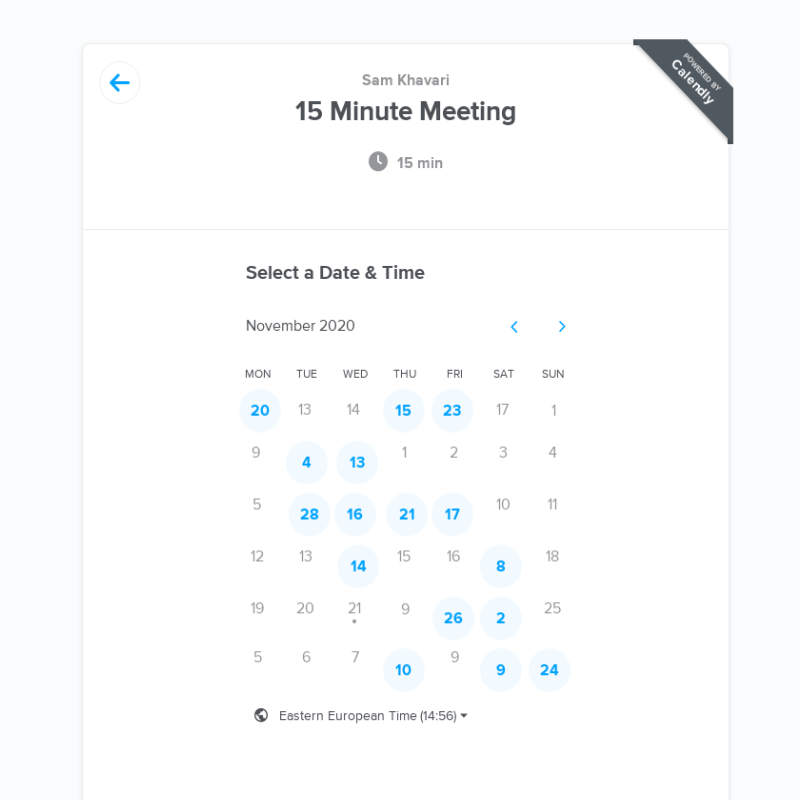 Sam Khavari
15 Minute Meeting
15 min
POWERED BY
Calendly
Select a Date & Time
November 2020
MON TUE WED THU FRI SAT SUN
20 13 14 15 23 17 1
9 4 13 1 2 3 4
5 28 16 21 17 10 11
12 13 14 15 16 8 18
19 20 21 9 26 2 25
5 6 7 10 9 9 24
Eastern European Time (14:56)